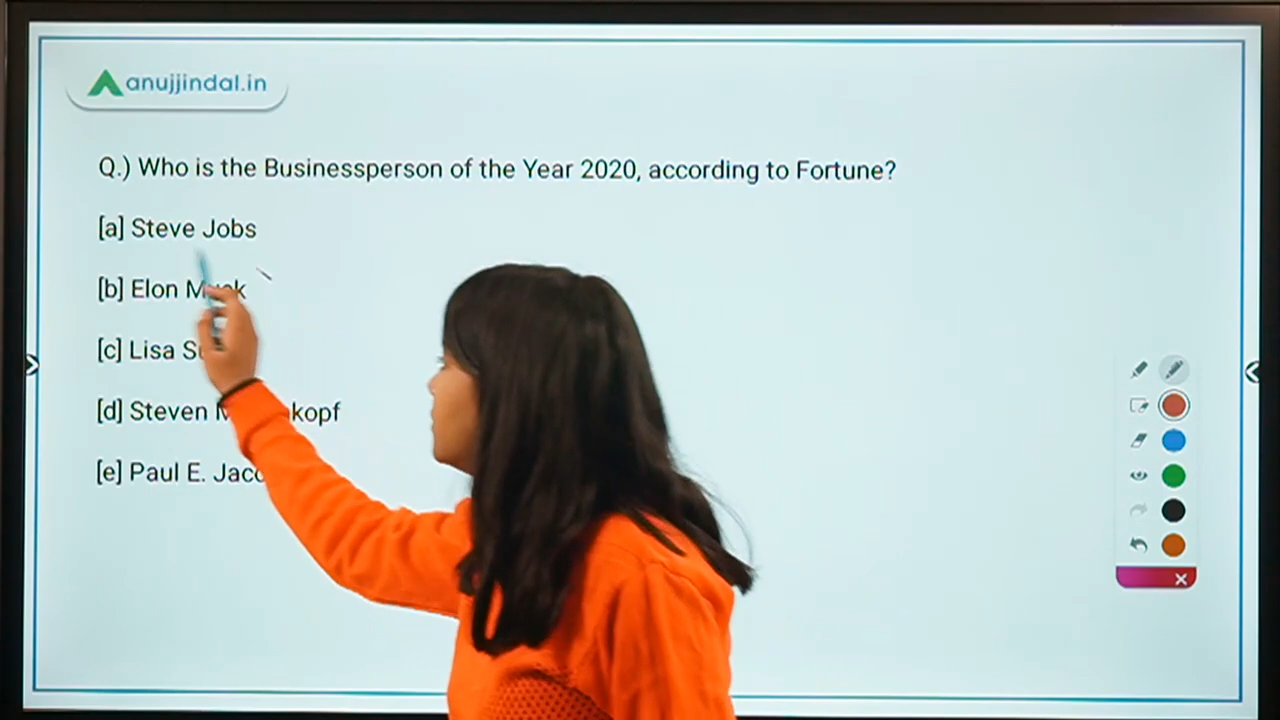 anujjindal.in
Q.) Who is the Businessperson of the Year 2020, according to Fortune?
[a] Steve Jobs
[b] Elon
[c] Lisa
[d] Steven
[e] Paul E.